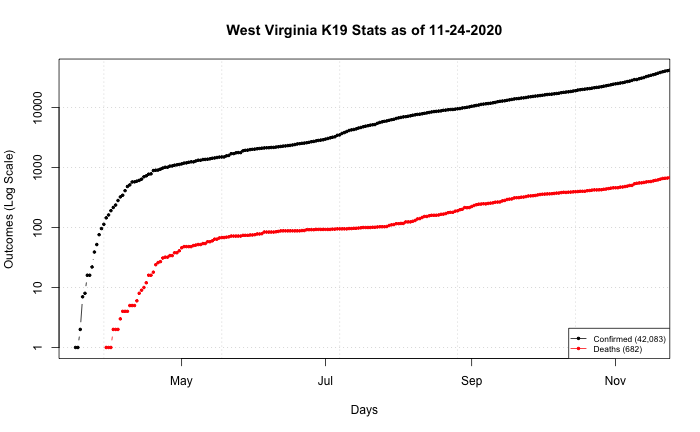 West Virginia K19 Stats as of 11-24-2020
Outcomes (Log Scale)
10000
1000
100
10
1
May
Jul
Sep
Nov
Days
Confirmed (42,083)
Deaths (682)